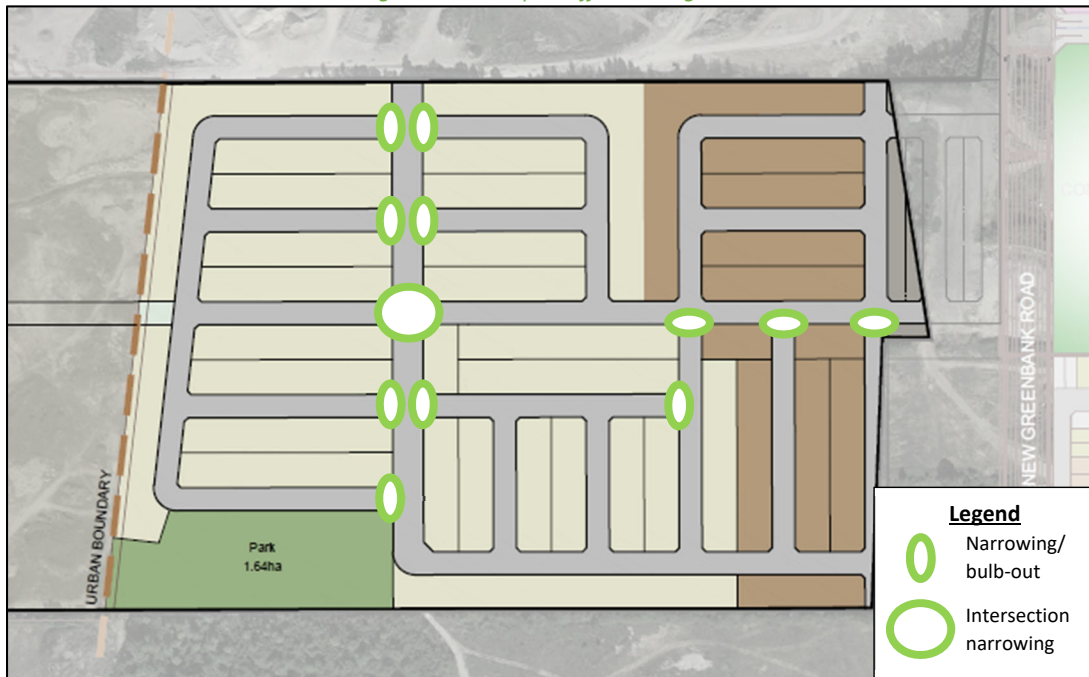 URBAN BOUNDARY
Park
1.64ha
NEW GREENBANK ROAD
Legend
Narrowing/
bulb-out
Intersection
narrowing